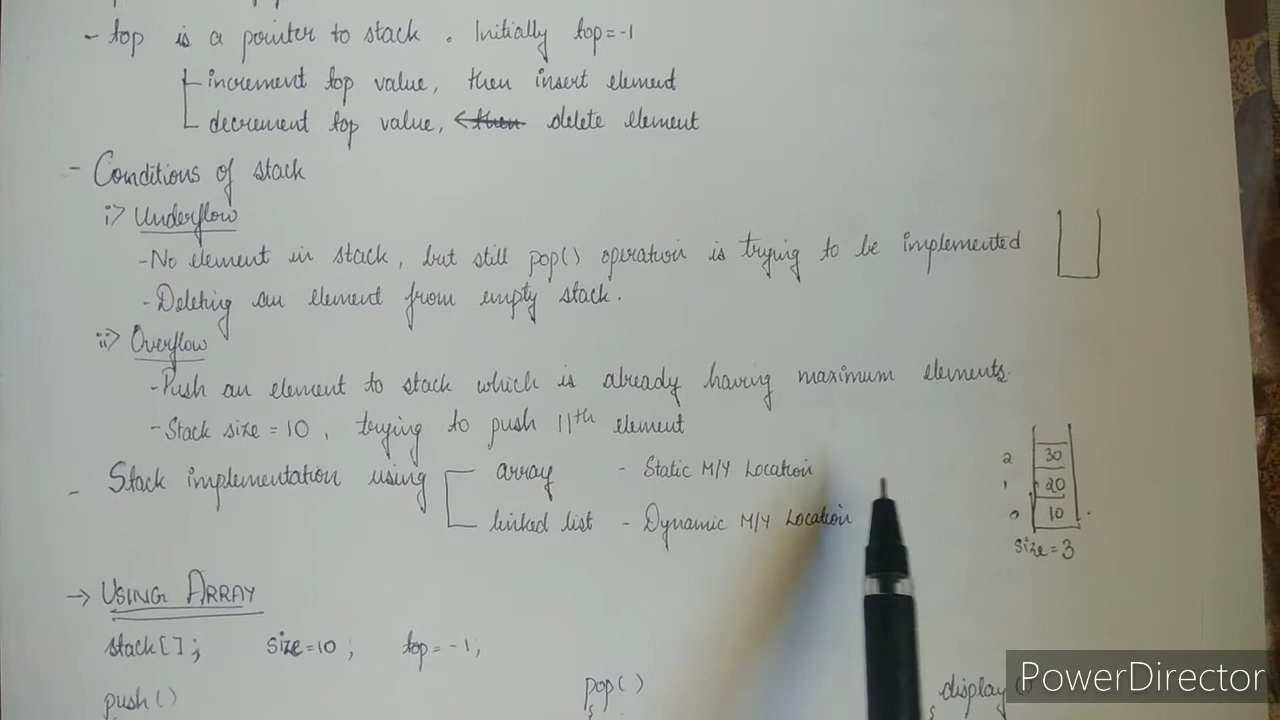 - top is a pointer to stack . Initially top = -1
increment top value, then insert element
decrement top value, then delete element
- Conditions of stack
i> Underflow
- No element in stack, but still pop() operation is trying to be implemented
- Deleting an element from empty stack.
ii> Overflow
- Push an element to stack which is already having maximum elements.
- Stack size = 10 , trying to push 11th element
- Stack implementation using
array - Static M/Y Location
linked list - Dynamic M/Y Location
2 30
1 20
0 10
size = 3
→ USING ARRAY
stack[ ]; size=10 ; top = -1;
push() pop() display()
PowerDirector